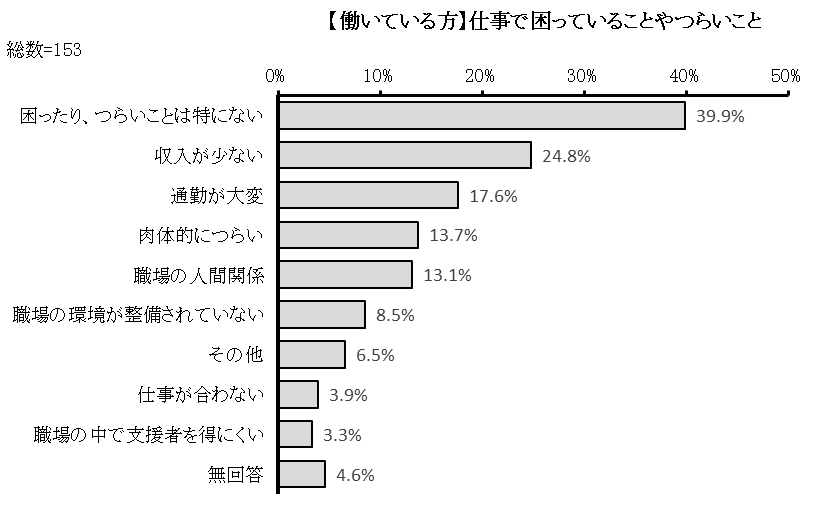 【働いている方】仕事で困っていることやつらいこと
総数=153
0% 10% 20% 30% 40% 50%
困ったり、つらいことは特にない 39.9%
収入が少ない 24.8%
通勤が大変 17.6%
肉体的につらい 13.7%
職場の人間関係 13.1%
職場の環境が整備されていない 8.5%
その他 6.5%
仕事が合わない 3.9%
職場の中で支援者を得にくい 3.3%
無回答 4.6%